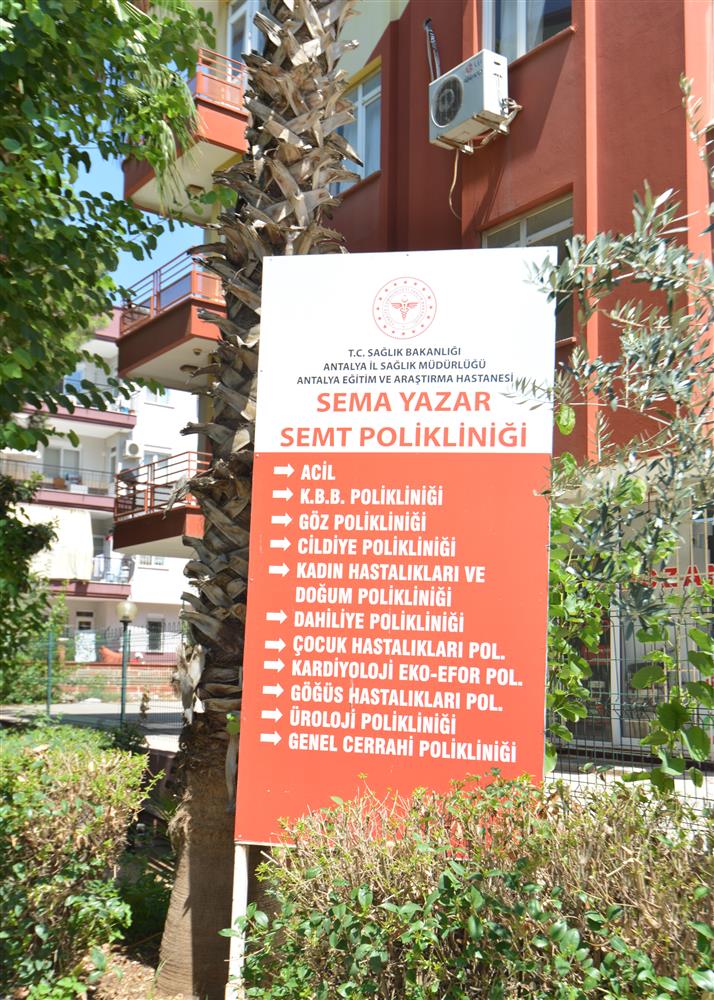 T.C. SAĞLIK BAKANLIĞI
ANTALYA İL SAĞLIK MÜDÜRLÜĞÜ
ANTALYA EĞİTİM VE ARAŞTIRMA HASTANESİ
SEMA YAZAR
SEMT POLİKLİNİĞİ
ACİL
K.B.B. POLİKLİNİĞİ
GÖZ POLİKLİNİĞİ
CİLDİYE POLİKLİNİĞİ
KADIN HASTALIKLARI VE
DOĞUM POLİKLİNİĞİ
DAHİLİYE POLİKLİNİĞİ
ÇOCUK HASTALIKLARI POL.
KARDİYOLOJİ EKO-EFOR POL.
GÖĞÜS HASTALIKLARI POL.
ÜROLOJİ POLİKLİNİĞİ
GENEL CERRAHİ POLİKLİNİĞİ